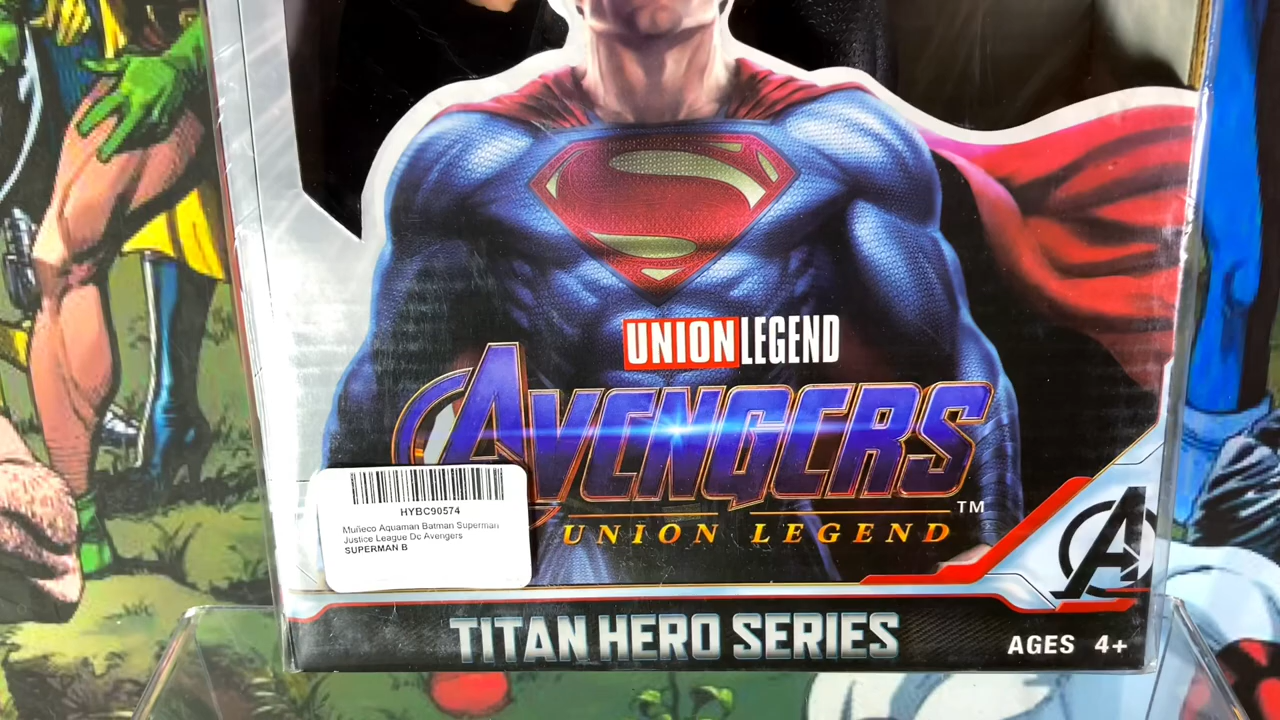 UNION LEGEND
AVENGERS
UNION LEGEND
TM
HYBC90574
Muñeco Aquaman Batman Superman
Justice League Dc Avengers
SUPERMAN B
TITAN HERO SERIES
AGES 4+